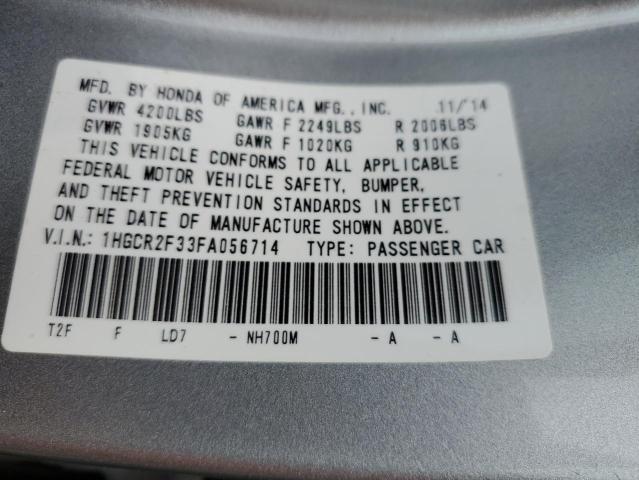 MFD. BY HONDA OF AMERICA MFG., INC. 11/'14
GVWR 4200LBS GAWR F 2249LBS R 2006LBS
GVWR 1905KG GAWR F 1020KG R 910KG
THIS VEHICLE CONFORMS TO ALL APPLICABLE
FEDERAL MOTOR VEHICLE SAFETY, BUMPER,
AND THEFT PREVENTION STANDARDS IN EFFECT
ON THE DATE OF MANUFACTURE SHOWN ABOVE.
V.I.N.: 1HGCR2F33FA056714 TYPE: PASSENGER CAR
T2F F LD7 - NH700M - A - A